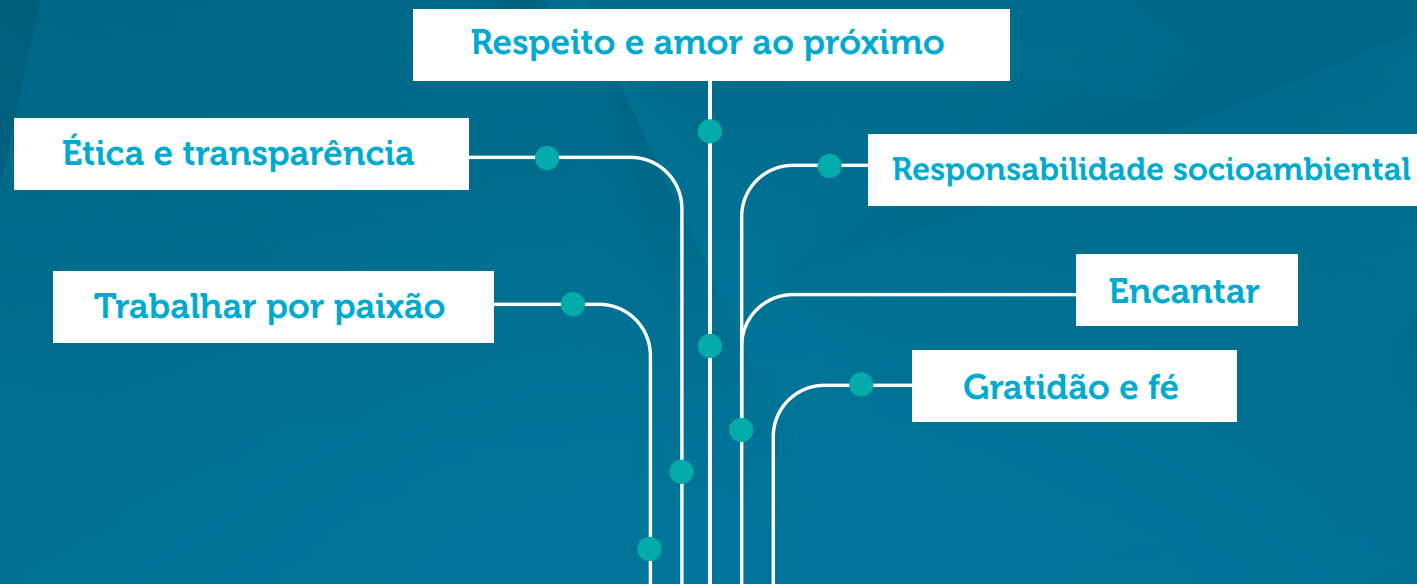 Respeito e amor ao próximo
Ética e transparência
Responsabilidade socioambiental
Trabalhar por paixão
Encantar
Gratidão e fé